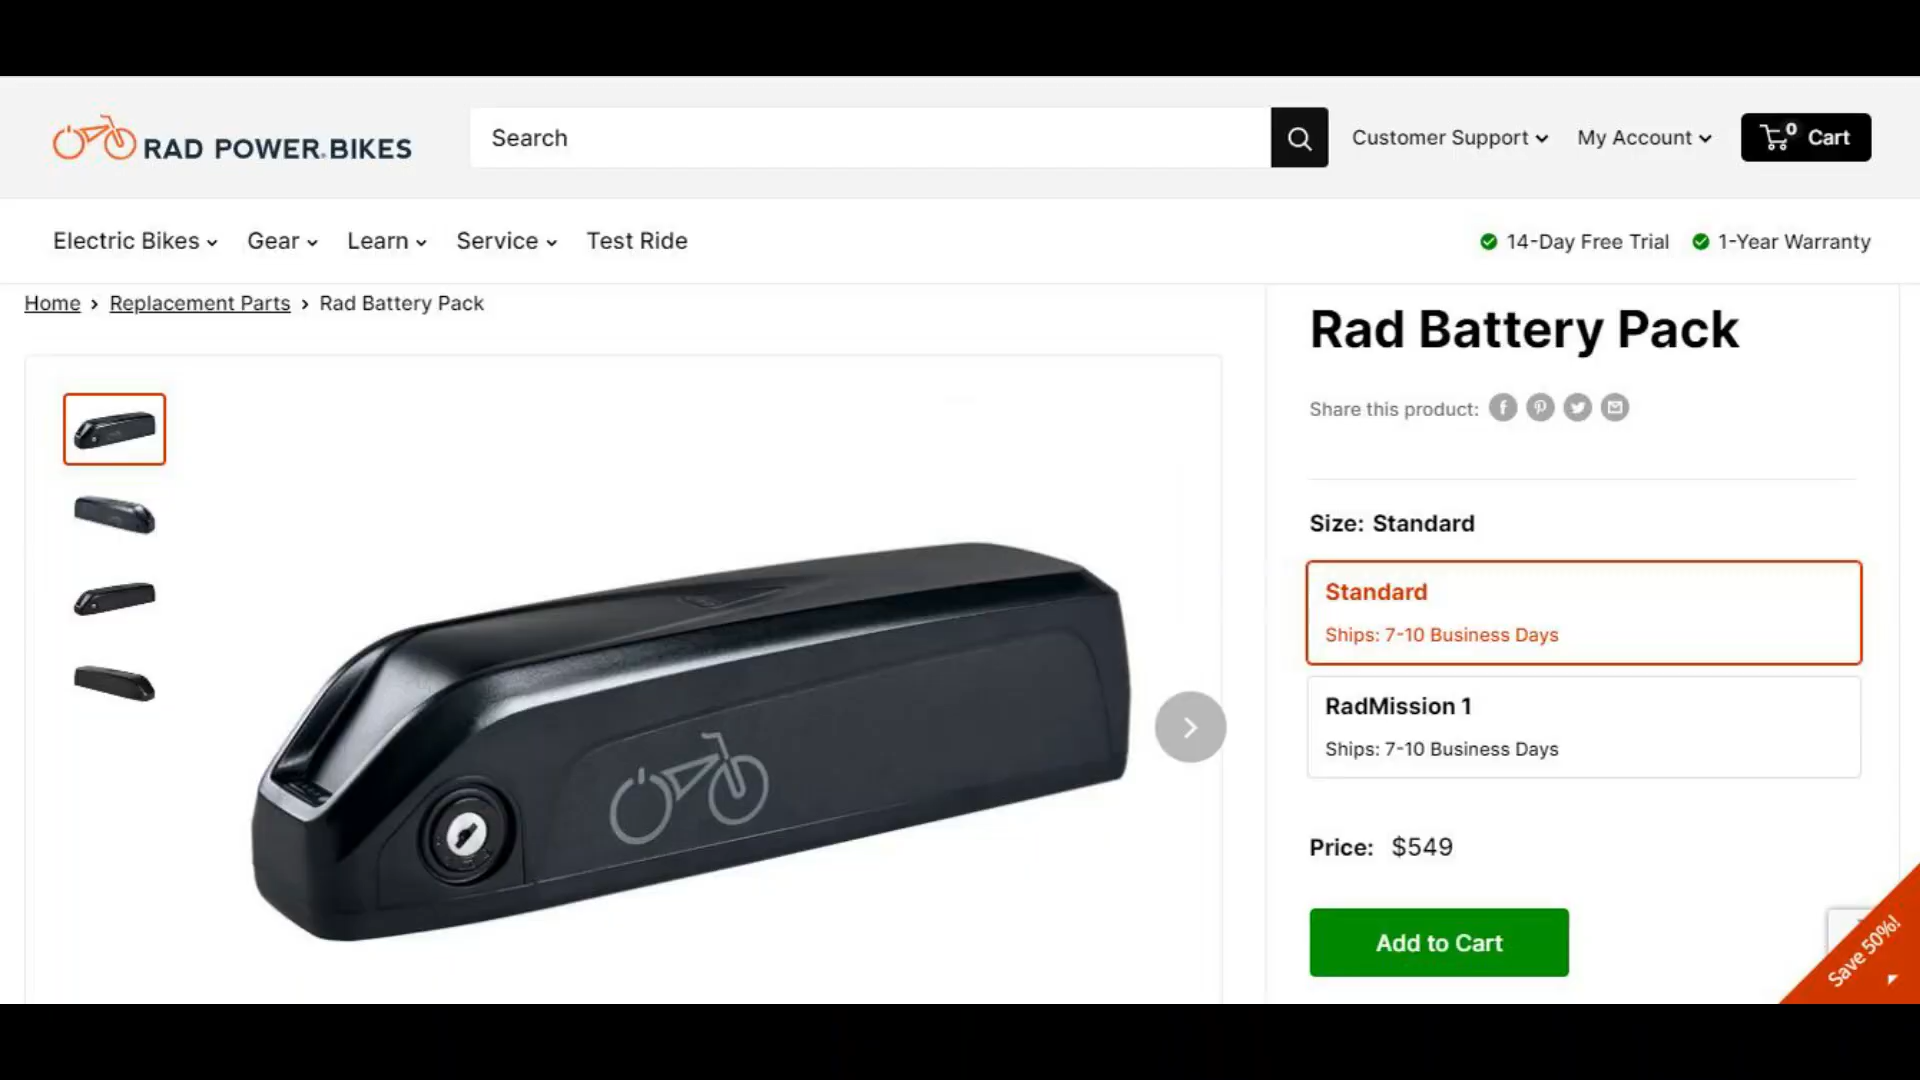 RAD POWER BIKES
Search
Customer Support
My Account
0
Cart
Electric Bikes
Gear
Learn
Service
Test Ride
14-Day Free Trial
1-Year Warranty
Home > Replacement Parts > Rad Battery Pack
Rad Battery Pack
Share this product:
Size: Standard
Standard
Ships: 7-10 Business Days
RadMission 1
Ships: 7-10 Business Days
Price: $549
Add to Cart
Save 50%!